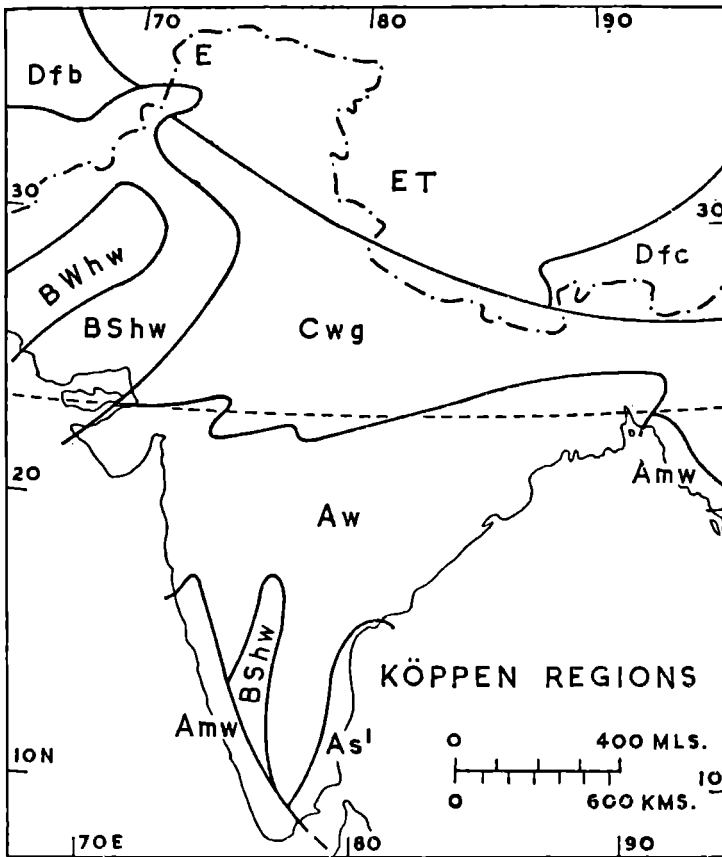 70
80
90
E
Dfb
ET
30
30
Dfc
BWhw
BShw
Cwg
20
Amw
Aw
BShw
KÖPPEN REGIONS
Amw
As'
0 400 MLS.
10N
10
0 600 KMS.
70E
80
90